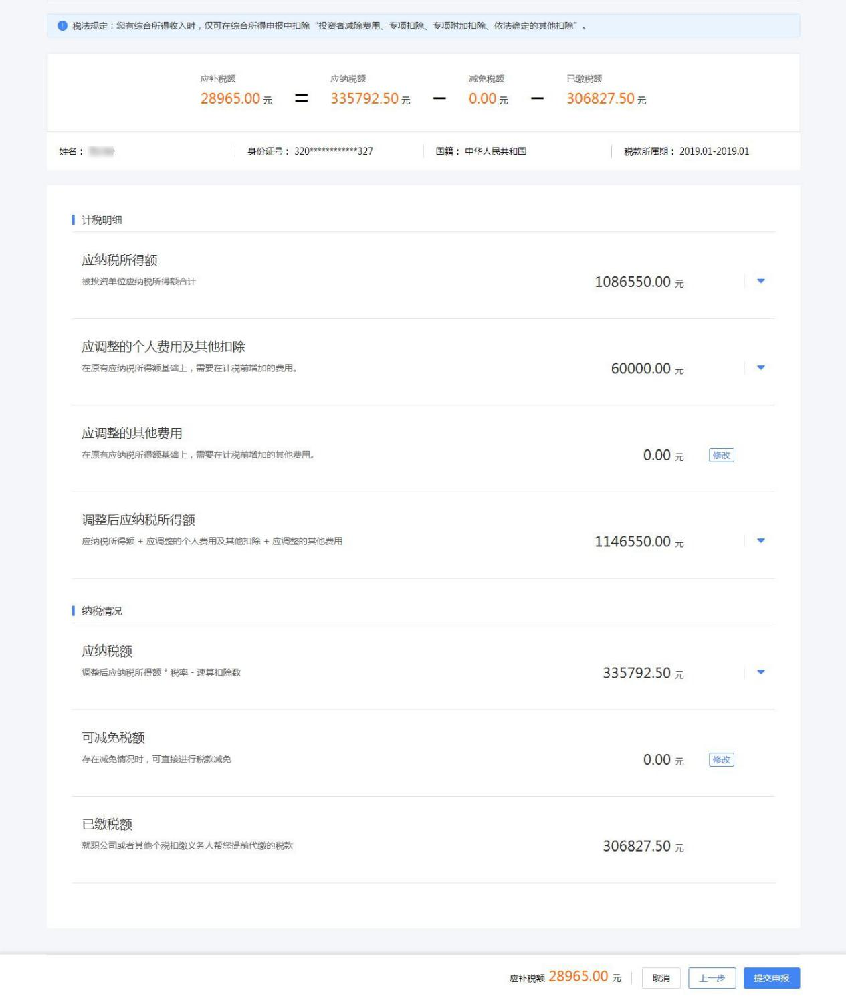 税法规定：您有综合所得收入时，仅可在综合所得申报中扣除“投资者减除费用、专项扣除、专项附加扣除、依法确定的其他扣除”。
应补税额 应纳税额 减免税额 已缴税额
28965.00 元 = 335792.50 元 − 0.00 元 − 306827.50 元
姓名： 身份证号：320************327 国籍：中华人民共和国 税款所属期：2019.01-2019.01
计税明细
应纳税所得额
被投资单位应纳税所得额合计
1086550.00 元
应调整的个人费用及其他扣除
在原有应纳税所得额基础上，需要在计税前增加的费用。
60000.00 元
应调整的其他费用
在原有应纳税所得额基础上，需要在计税前增加的其他费用。
0.00 元 修改
调整后应纳税所得额
应纳税所得额 + 应调整的个人费用及其他扣除 + 应调整的其他费用
1146550.00 元
纳税情况
应纳税额
调整后应纳税所得额 * 税率 - 速算扣除数
335792.50 元
可减免税额
存在减免情况时，可直接进行税款减免
0.00 元 修改
已缴税额
就职公司或者其他个税扣缴义务人帮您提前代缴的税款
306827.50 元
应补税额 28965.00 元 取消 上一步 提交申报